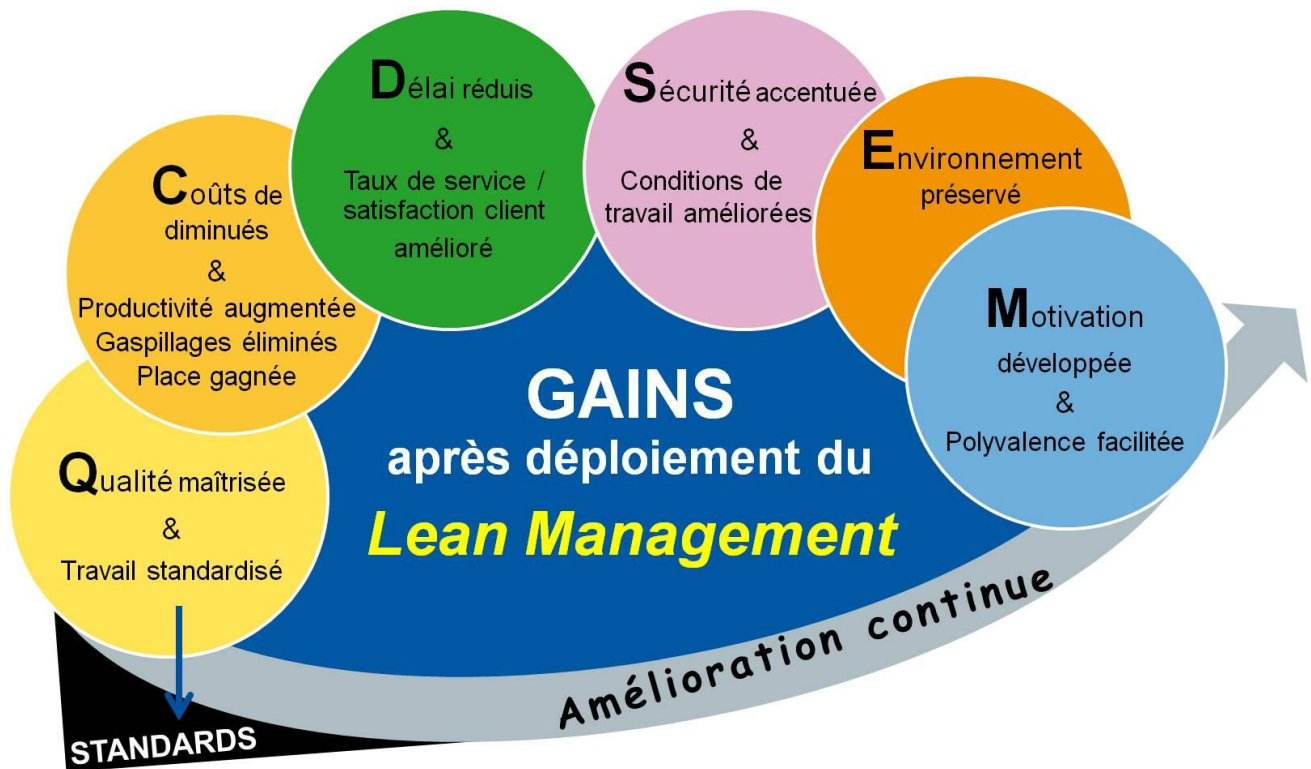 Qualité maîtrisée
&
Travail standardisé
STANDARDS
Coûts de
diminués
&
Productivité augmentée
Gaspillages éliminés
Place gagnée
Délai réduis
&
Taux de service /
satisfaction client
amélioré
Sécurité accentuée
&
Conditions de
travail améliorées
Environnement
préservé
Motivation
développée
&
Polyvalence facilitée
GAINS
après déploiement du
Lean Management
Amélioration continue